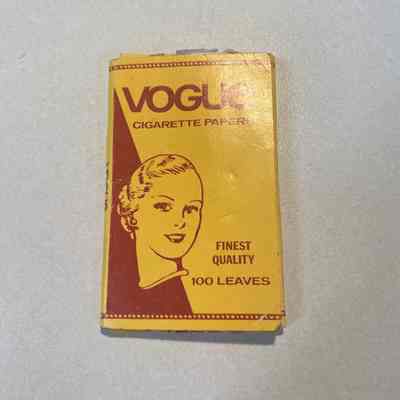 VOGUE
CIGARETTE PAPERS
FINEST
QUALITY
100 LEAVES